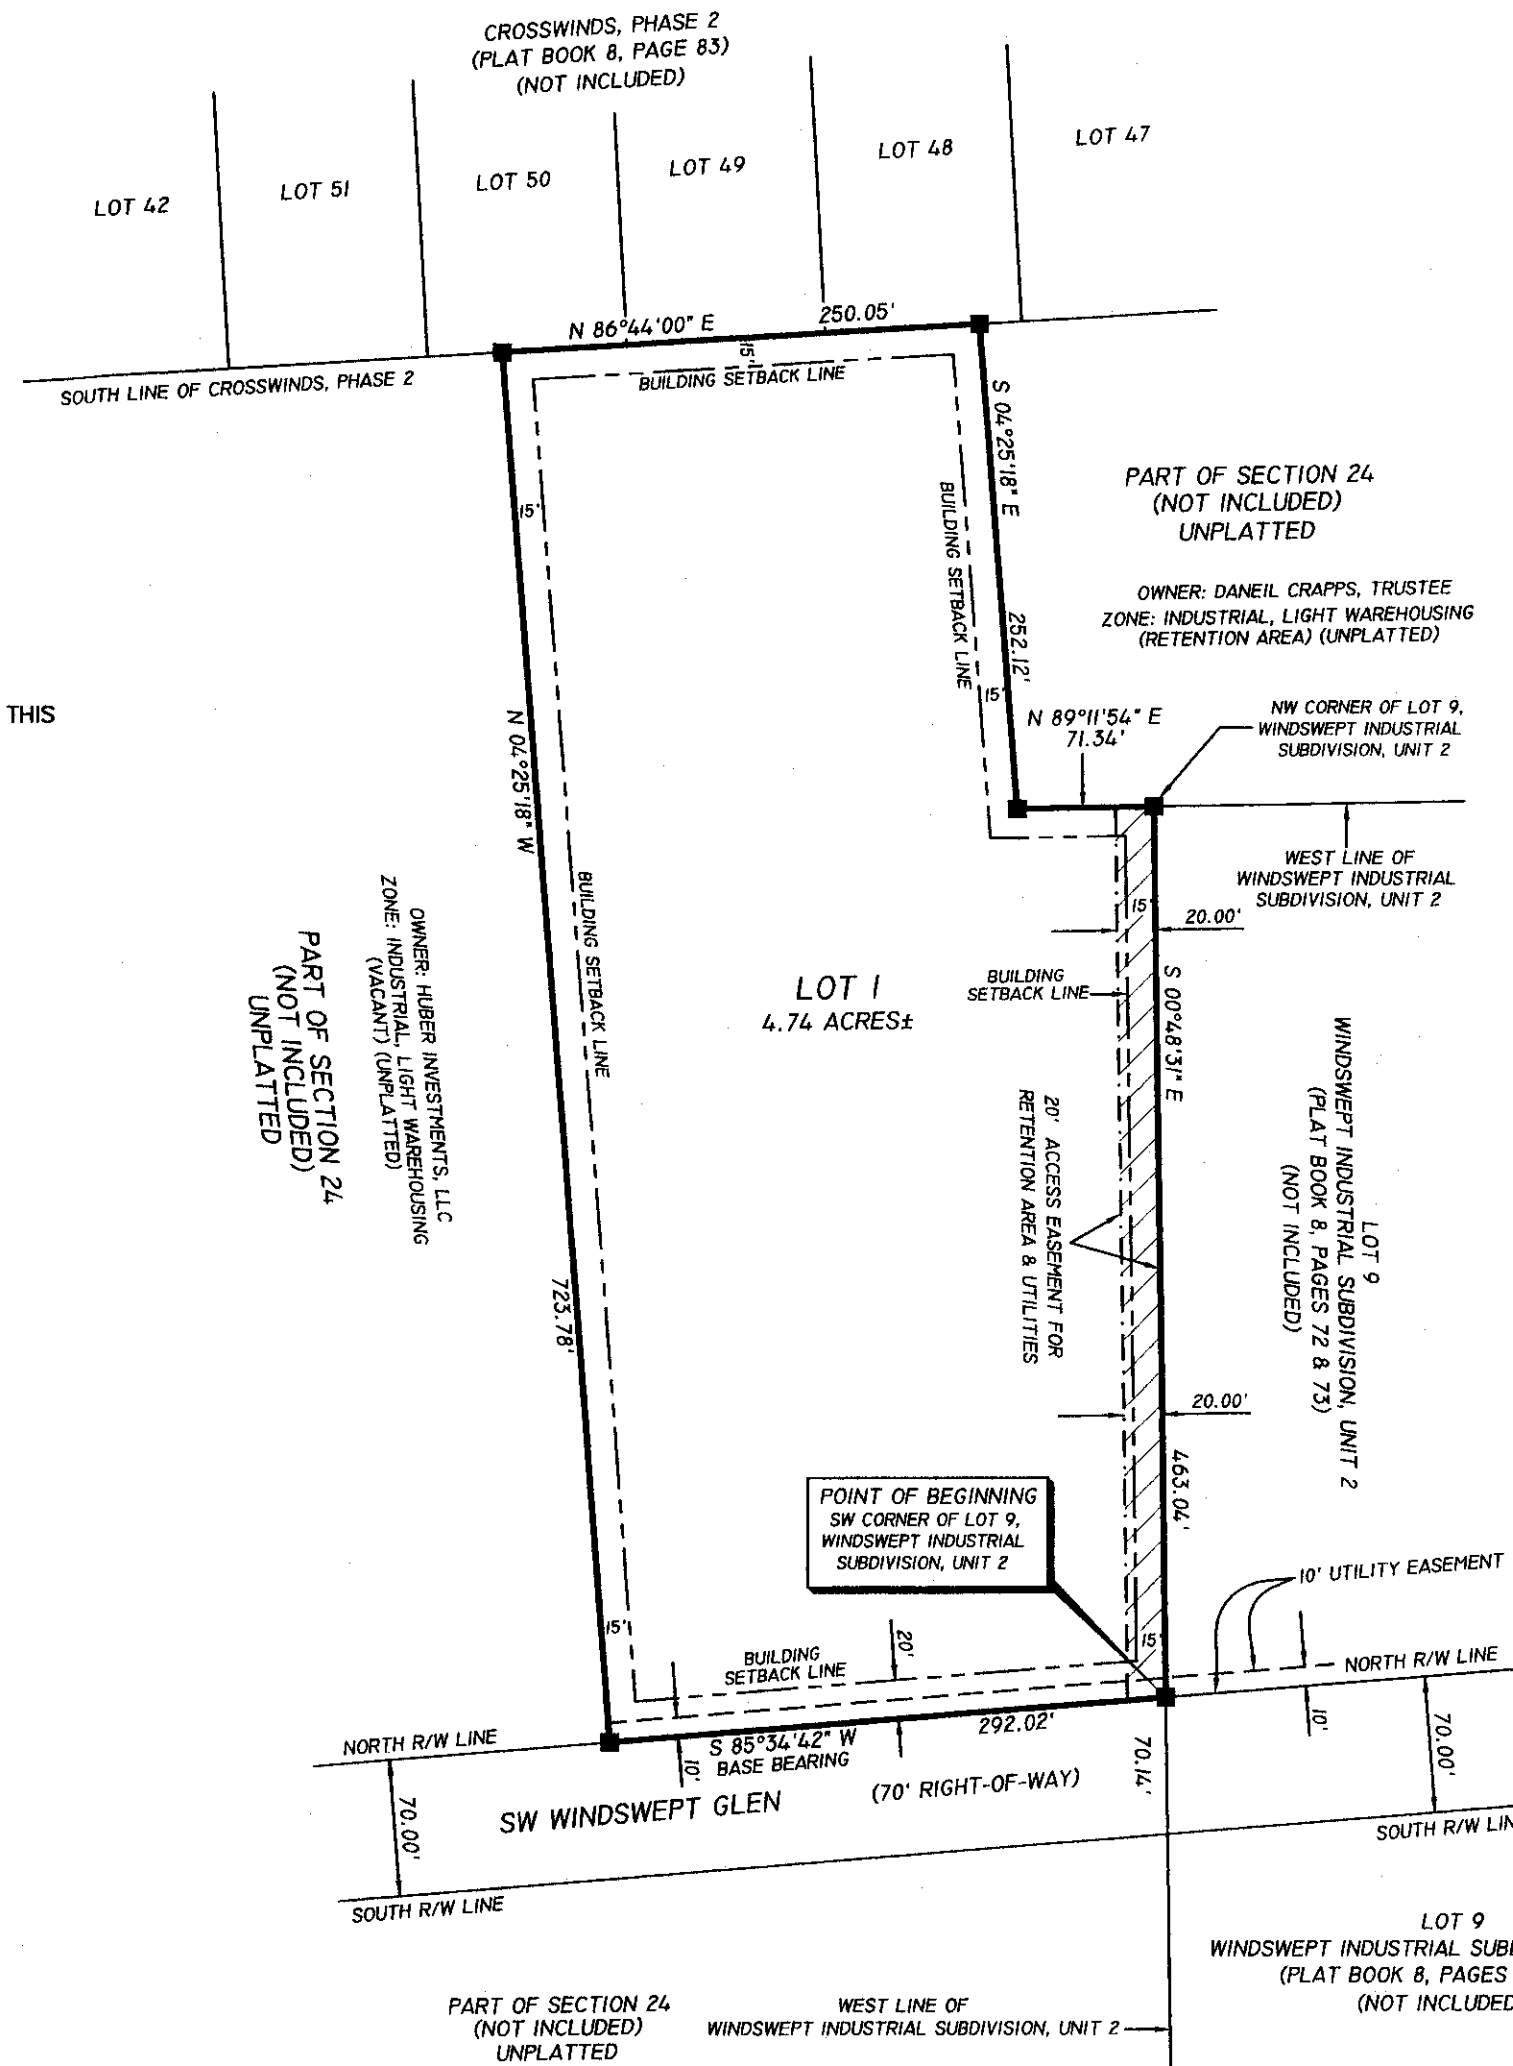 CROSSWINDS, PHASE 2
(PLAT BOOK 8, PAGE 83)
(NOT INCLUDED)
LOT 42
LOT 51
LOT 50
LOT 49
LOT 48
LOT 47
N 86°44'00" E
250.05'
SOUTH LINE OF CROSSWINDS, PHASE 2
15'
BUILDING SETBACK LINE
S 04°25'18" E
252.12'
BUILDING SETBACK LINE
15'
15'
PART OF SECTION 24
(NOT INCLUDED)
UNPLATTED
OWNER: DANEIL CRAPPS, TRUSTEE
ZONE: INDUSTRIAL, LIGHT WAREHOUSING
(RETENTION AREA) (UNPLATTED)
THIS
N 89°11'54" E
71.34'
NW CORNER OF LOT 9,
WINDSWEPT INDUSTRIAL
SUBDIVISION, UNIT 2
WEST LINE OF
WINDSWEPT INDUSTRIAL
SUBDIVISION, UNIT 2
N 04°25'18" W
723.78'
BUILDING SETBACK LINE
OWNER: HUBER INVESTMENTS, LLC
ZONE: INDUSTRIAL, LIGHT WAREHOUSING
(VACANT) (UNPLATTED)
PART OF SECTION 24
(NOT INCLUDED)
UNPLATTED
LOT 1
4.74 ACRES±
15'
20.00'
BUILDING
SETBACK LINE
S 00°48'31" E
463.04'
20' ACCESS EASEMENT FOR
RETENTION AREA & UTILITIES
LOT 9
WINDSWEPT INDUSTRIAL SUBDIVISION, UNIT 2
(PLAT BOOK 8, PAGES 72 & 73)
(NOT INCLUDED)
20.00'
POINT OF BEGINNING
SW CORNER OF LOT 9,
WINDSWEPT INDUSTRIAL
SUBDIVISION, UNIT 2
10' UTILITY EASEMENT
15'
15'
BUILDING
SETBACK LINE
20'
NORTH R/W LINE
NORTH R/W LINE
S 85°34'42" W
BASE BEARING
292.02'
10'
10'
70.14'
70.00'
70.00'
SW WINDSWEPT GLEN
(70' RIGHT-OF-WAY)
SOUTH R/W LIN
SOUTH R/W LINE
LOT 9
WINDSWEPT INDUSTRIAL SUB
(PLAT BOOK 8, PAGES
(NOT INCLUDED
PART OF SECTION 24
(NOT INCLUDED)
UNPLATTED
WEST LINE OF
WINDSWEPT INDUSTRIAL SUBDIVISION, UNIT 2